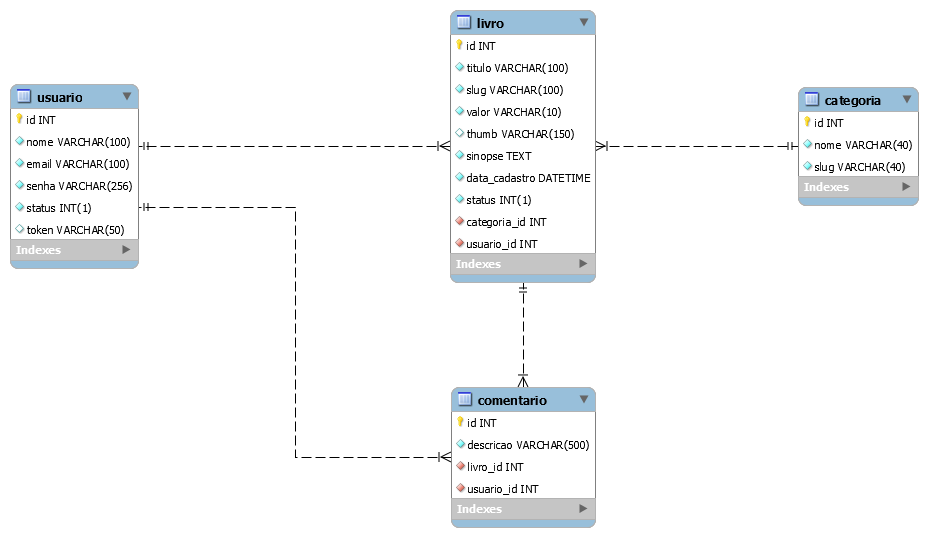 usuario
id INT
nome VARCHAR(100)
email VARCHAR(100)
senha VARCHAR(256)
status INT(1)
token VARCHAR(50)
Indexes
livro
id INT
titulo VARCHAR(100)
slug VARCHAR(100)
valor VARCHAR(10)
thumb VARCHAR(150)
sinopse TEXT
data_cadastro DATETIME
status INT(1)
categoria_id INT
usuario_id INT
Indexes
categoria
id INT
nome VARCHAR(40)
slug VARCHAR(40)
Indexes
comentario
id INT
descricao VARCHAR(500)
livro_id INT
usuario_id INT
Indexes